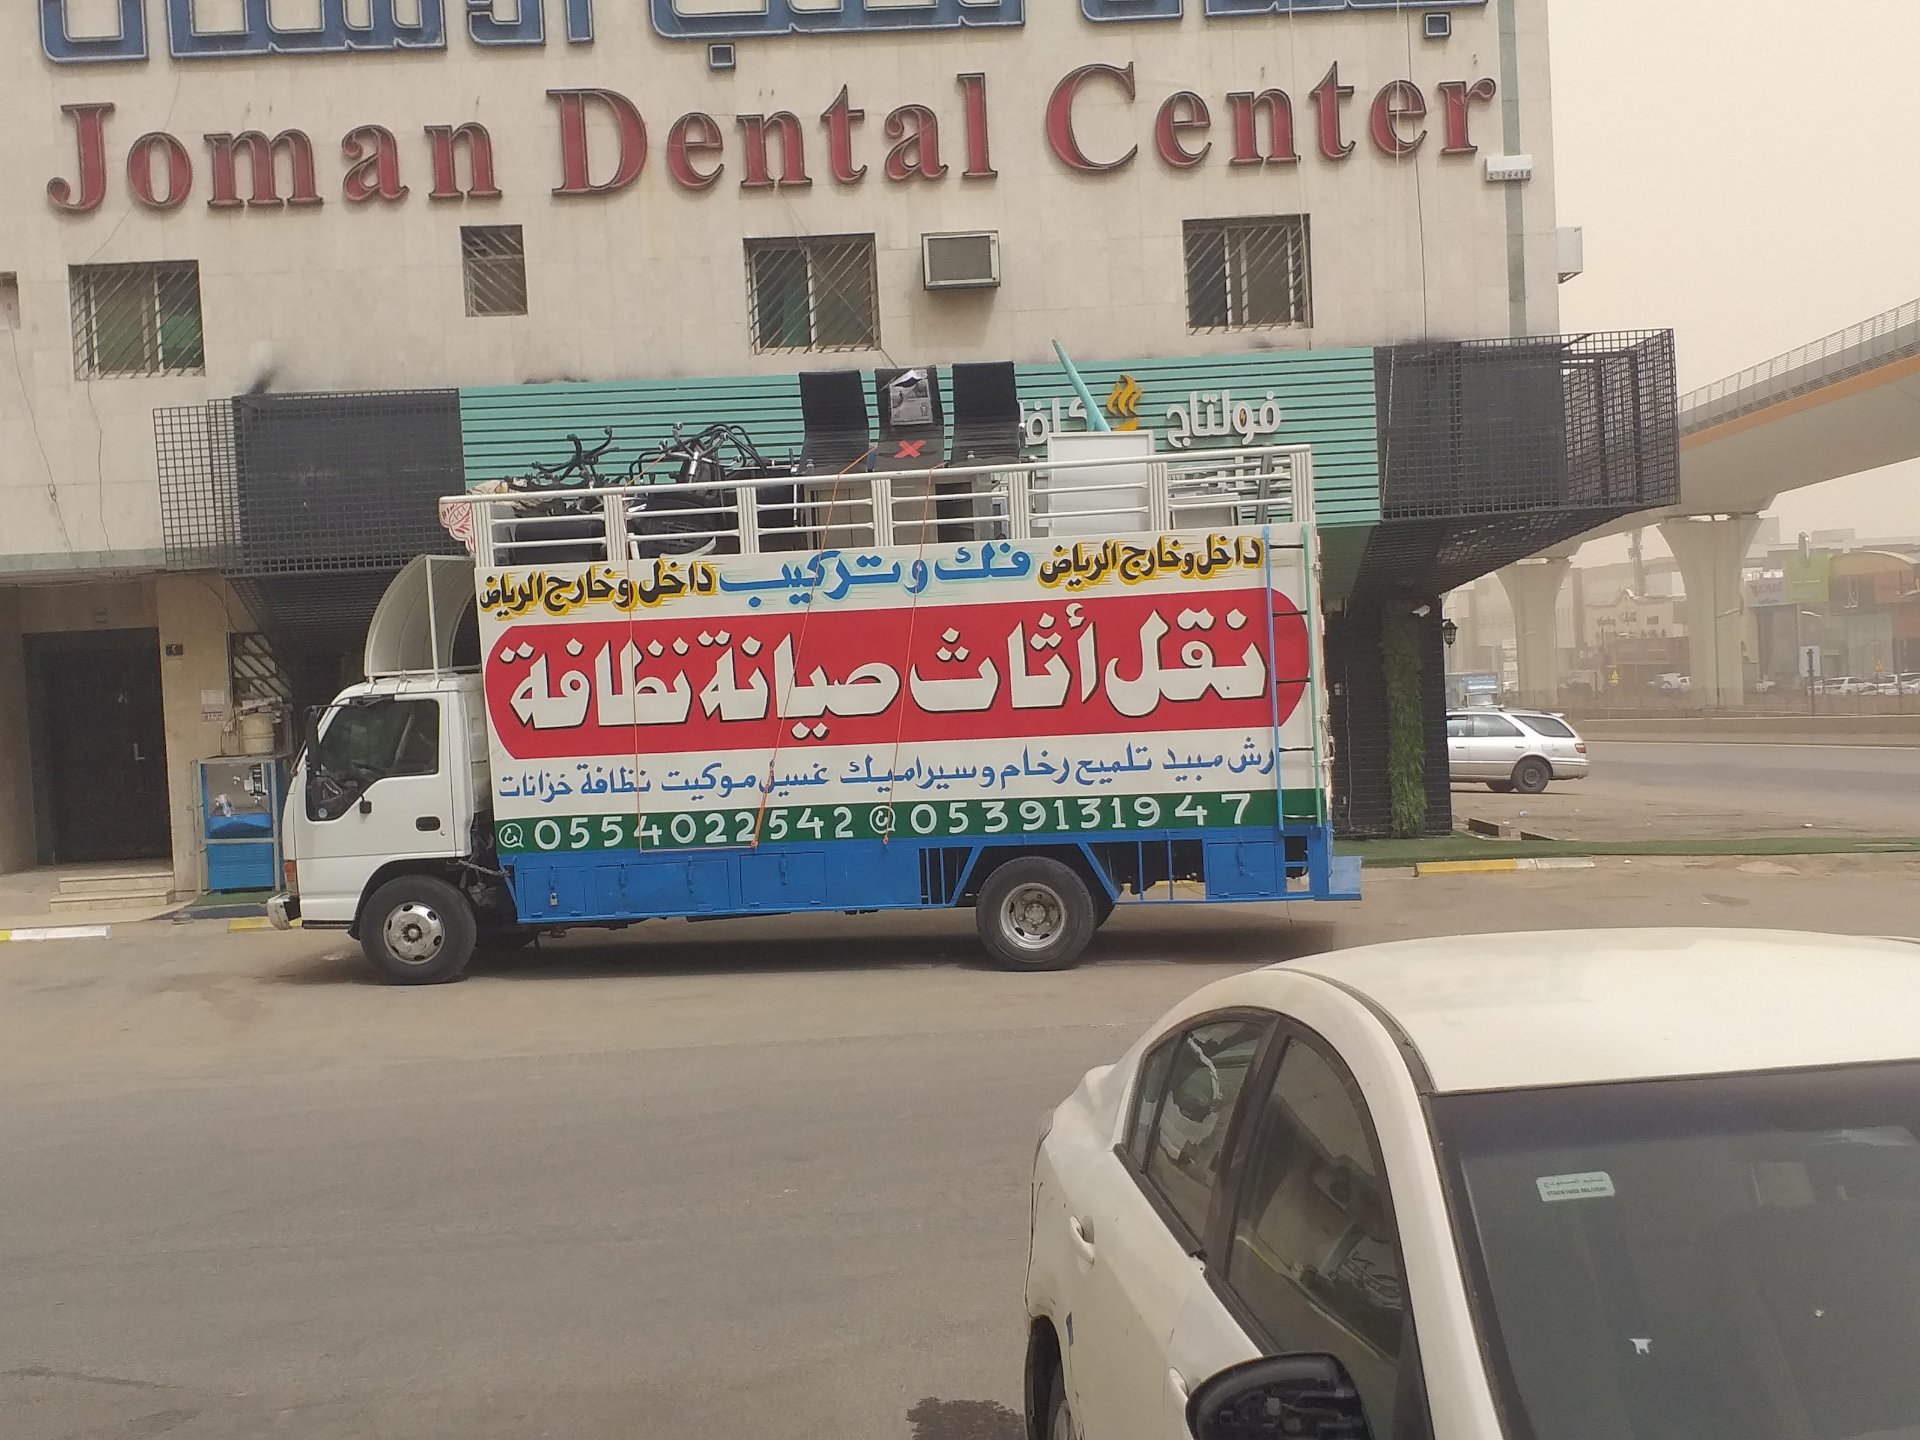 Joman Dental Center
فولتاج
داخل وخارج الرياض فك وتركيب داخل وخارج الرياض
نقل أثاث صيانة نظافة
رش مبيد تلميح رخام وسيراميك غسيل موكيت نظافة خزانات
0554022542 0539131947